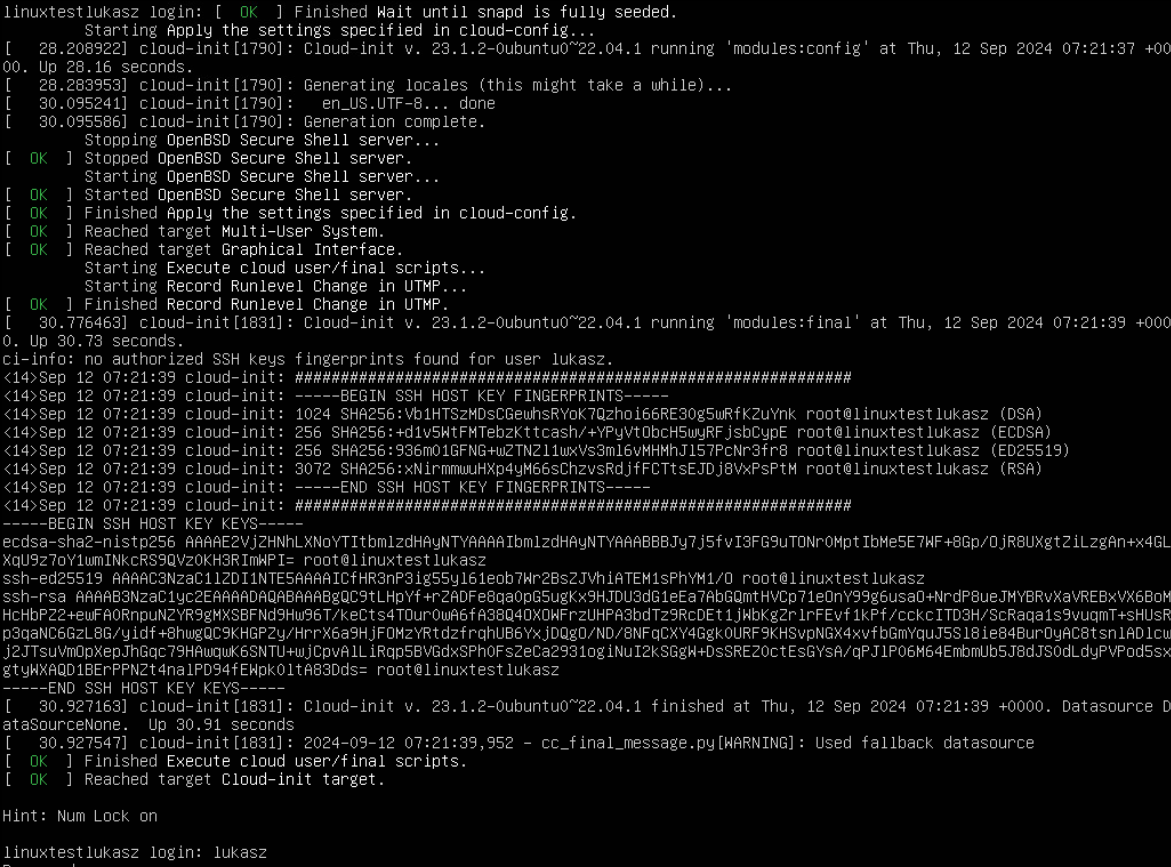 linuxtestlukasz login: [  OK  ] Finished Wait until snapd is fully seeded.
         Starting Apply the settings specified in cloud-config...
[   28.208922] cloud-init[1790]: Cloud-init v. 23.1.2-0ubuntu0~22.04.1 running 'modules:config' at Thu, 12 Sep 2024 07:21:37 +00
00. Up 28.16 seconds.
[   28.283953] cloud-init[1790]: Generating locales (this might take a while)...
[   30.095241] cloud-init[1790]:   en_US.UTF-8... done
[   30.095586] cloud-init[1790]: Generation complete.
         Stopping OpenBSD Secure Shell server...
[  OK  ] Stopped OpenBSD Secure Shell server.
         Starting OpenBSD Secure Shell server...
[  OK  ] Started OpenBSD Secure Shell server.
[  OK  ] Finished Apply the settings specified in cloud-config.
[  OK  ] Reached target Multi-User System.
[  OK  ] Reached target Graphical Interface.
         Starting Execute cloud user/final scripts...
         Starting Record Runlevel Change in UTMP...
[  OK  ] Finished Record Runlevel Change in UTMP.
[   30.776463] cloud-init[1831]: Cloud-init v. 23.1.2-0ubuntu0~22.04.1 running 'modules:final' at Thu, 12 Sep 2024 07:21:39 +000
0. Up 30.73 seconds.
ci-info: no authorized SSH keys fingerprints found for user lukasz.
<14>Sep 12 07:21:39 cloud-init: #############################################################
<14>Sep 12 07:21:39 cloud-init: -----BEGIN SSH HOST KEY FINGERPRINTS-----
<14>Sep 12 07:21:39 cloud-init: 1024 SHA256:Vb1HTSzMDsCGewhsRYoK7Qzhoi66RE30g5wRfKZuYnk root@linuxtestlukasz (DSA)
<14>Sep 12 07:21:39 cloud-init: 256 SHA256:+d1v5WtFMTebzKttcash/+YPyVtObcH5wyRFjsbCypE root@linuxtestlukasz (ECDSA)
<14>Sep 12 07:21:39 cloud-init: 256 SHA256:936m01GFNG+wZTNZl1wxVs3ml6vMHMhJl57PcNr3fr8 root@linuxtestlukasz (ED25519)
<14>Sep 12 07:21:39 cloud-init: 3072 SHA256:xNirmmwuHXp4yM66sChzvsRdjfFCTtsEJDj8VxPsPtM root@linuxtestlukasz (RSA)
<14>Sep 12 07:21:39 cloud-init: -----END SSH HOST KEY FINGERPRINTS-----
<14>Sep 12 07:21:39 cloud-init: #############################################################
-----BEGIN SSH HOST KEY KEYS-----
ecdsa-sha2-nistp256 AAAAE2VjZHNhLXNoYTItbmlzdHAyNTYAAAAIbmlzdHAyNTYAAABBBJy7j5fvI3FG9uTONr0MptIbMe5E7WF+8Gp/OjR8UXgtZiLzgAn+x4GL
XqU9z7oY1wmINkcRS9QVz0KH3RImWPI= root@linuxtestlukasz
ssh-ed25519 AAAAC3NzaC1lZDI1NTE5AAAAICfHR3nP3ig55yl61eob7Wr2BsZJVhiATEM1sPhYM1/O root@linuxtestlukasz
ssh-rsa AAAAB3NzaC1yc2EAAAADAQABAAABgQC9tLHpYf+rZADFe8qa0pG5ugKx9HJDU3dG1eEa7AbGQmtHVCp71eOnY99g6usaO+NrdP8ueJMYBRvXaVREBxVX6BoM
HcHbPZ2+ewFA0RnpuN2YR9gMXSBFNd9Hw96T/keCts4TOur0wA6fA38Q4OXOWFrzUHPA3bdTz9RcDEt1jWbKgZrlrFEvf1kPf/cckcITD3H/ScRaqa1s9vuqmT+sHUsR
p3qaNC6GzL8G/yidf+8hwgQC9KHGPZy/HrrX6a9HjFOMzYRtdzfrqhUB6YxjDQgO/ND/8NFqCXY4Ggk0URF9KHSvpNGX4xvfbGmYquJ5Sl8ie84BurOyAC8tsnlADlcw
j2JTsuVmOpXepJhGqc79HAwqwK6SNTU+wjCpvAlLiRqp5BVGdxSPhOFsZeCa2931ogiNuI2kSGgW+DsSREZ0ctEsGYsA/qPJlP06M64EmbmUb5J8dJS0dLdyPVPod5sx
gtyWXAQD1BErPPNZt4nalPD94fEWpk0ltA83Dds= root@linuxtestlukasz
-----END SSH HOST KEY KEYS-----
[   30.927163] cloud-init[1831]: Cloud-init v. 23.1.2-0ubuntu0~22.04.1 finished at Thu, 12 Sep 2024 07:21:39 +0000. Datasource D
ataSourceNone.  Up 30.91 seconds
[   30.927547] cloud-init[1831]: 2024-09-12 07:21:39,952 - cc_final_message.py[WARNING]: Used fallback datasource
[  OK  ] Finished Execute cloud user/final scripts.
[  OK  ] Reached target Cloud-init target.
Hint: Num Lock on
linuxtestlukasz login: lukasz